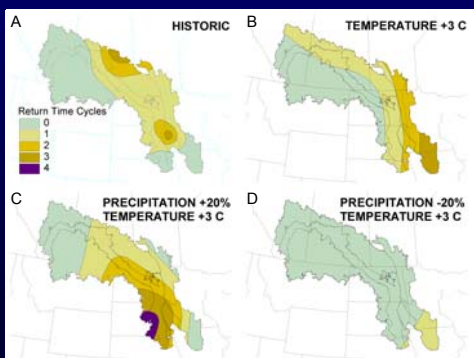 A
HISTORIC
Return Time Cycles
0
1
2
3
4
B
TEMPERATURE +3 C
C
PRECIPITATION +20%
TEMPERATURE +3 C
D
PRECIPITATION -20%
TEMPERATURE +3 C